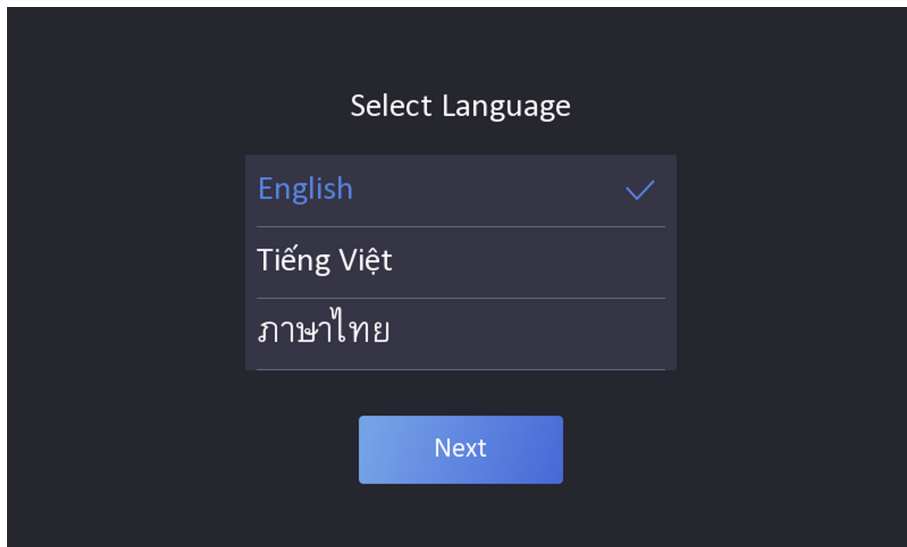 Select Language
English
Tiếng Việt
ภาษาไทย
Next